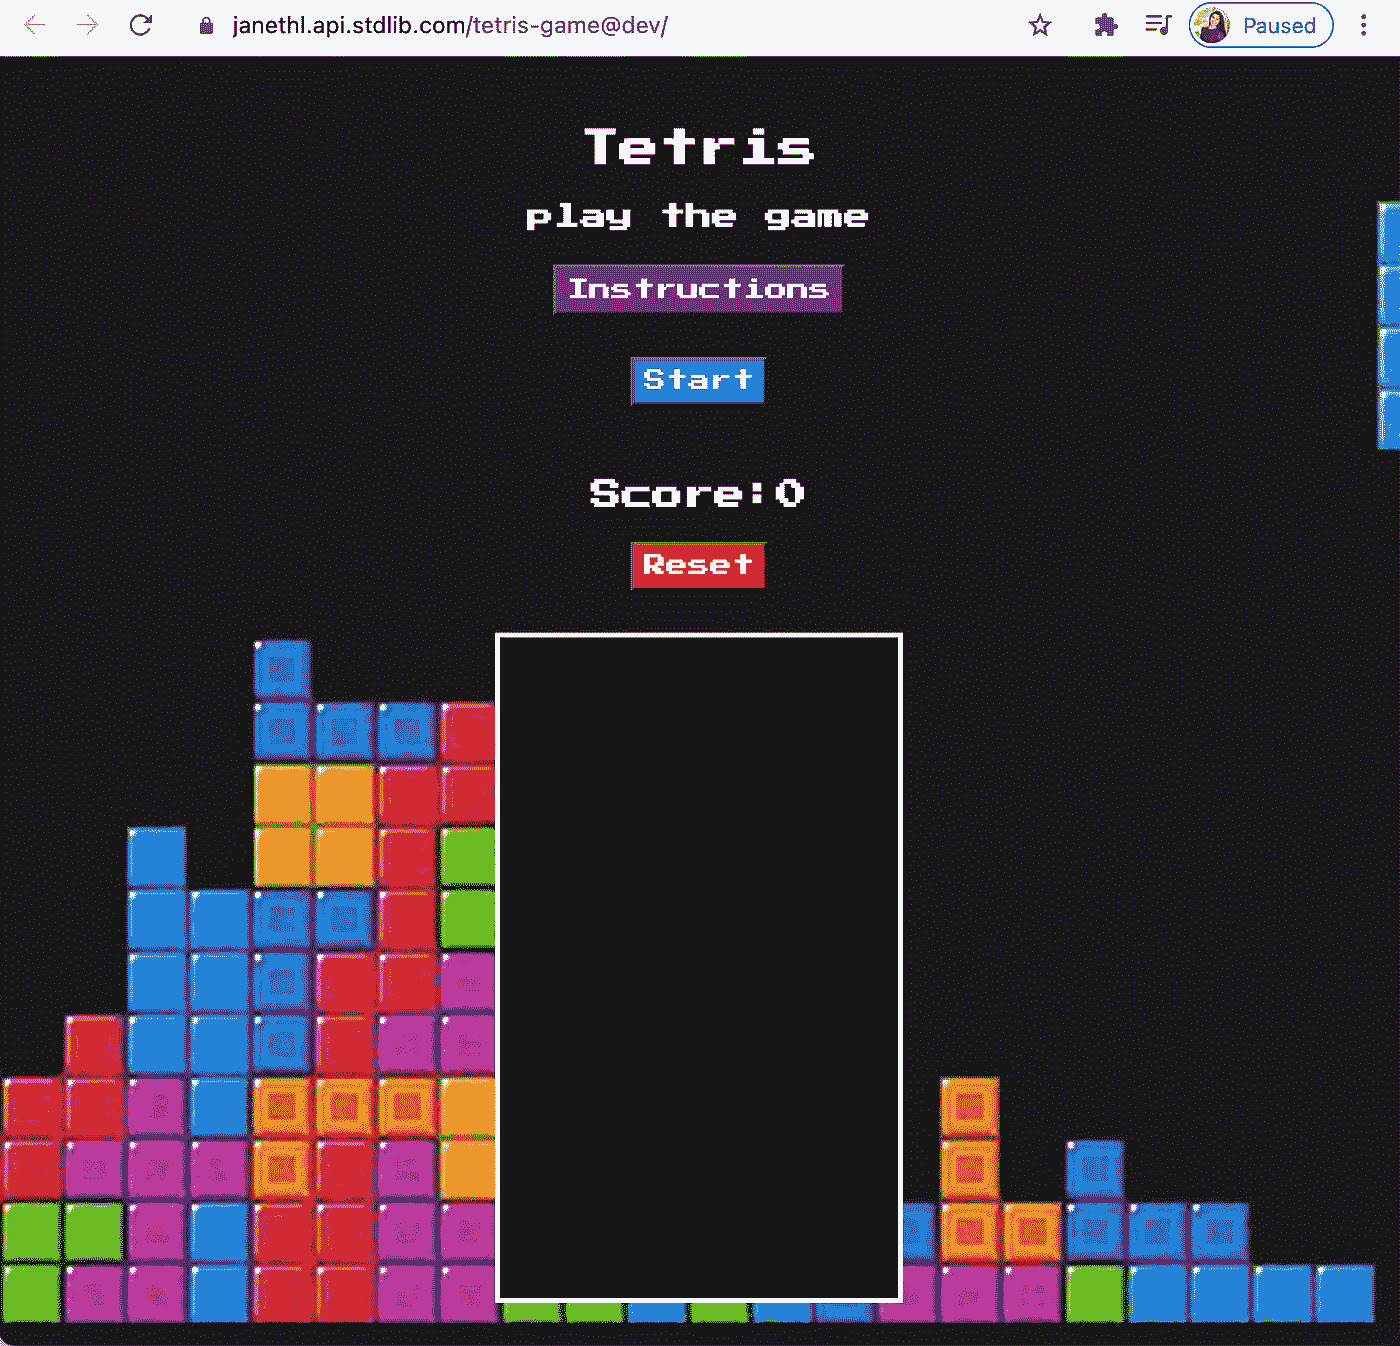 janethl.api.stdlib.com/tetris-game@dev/
Paused
Tetris
play the game
Instructions
Start
Score:0
Reset